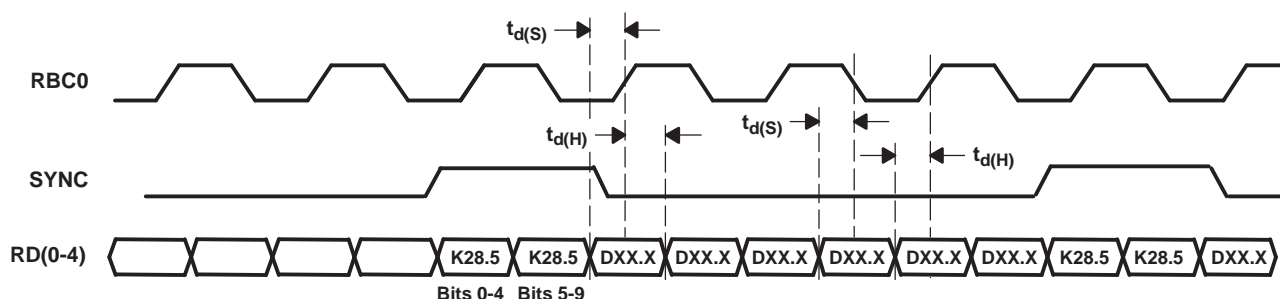 t_d(S)
RBC0
t_d(H)
t_d(S)
t_d(H)
SYNC
RD(0-4)
K28.5 K28.5 DXX.X DXX.X DXX.X DXX.X DXX.X DXX.X K28.5 K28.5 DXX.X
Bits 0-4 Bits 5-9